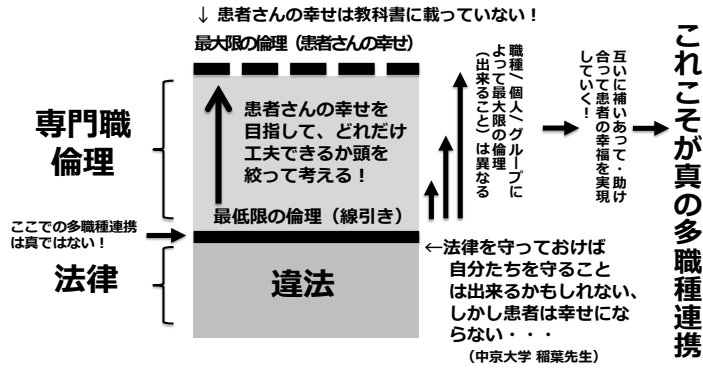 ↓ 患者さんの幸せは教科書に載っていない！
最大限の倫理（患者さんの幸せ）
専門職
倫理
患者さんの幸せを
目指して、どれだけ
工夫できるか頭を
絞って考える！
最低限の倫理（線引き）
ここでの多職種連携
は真ではない！
法律
違法
職種/ 個人/ グループに
よって最大限の倫理
（出来ること）は異なる
互いに補いあって・助け
合って患者の幸福を実現
していく！
これこそが真の多職種連携
←法律を守っておけば
自分たちを守ること
は出来るかもしれない、
しかし患者は幸せにな
らない・・・
（中京大学 稲葉先生）